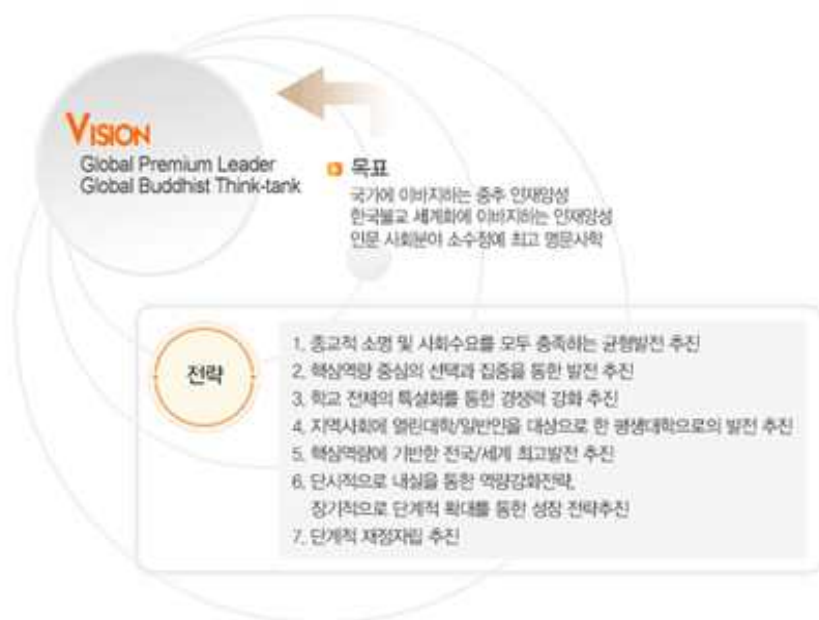 VISION
Global Premium Leader
Global Buddhist Think-tank
목표
국가에 이바지하는 중추 인재양성
한국불교 세계화에 이바지하는 인재양성
인문 사회분야 소수정예 최고 명문사학
전략
1. 종교적 소명 및 사회수요를 모두 충족하는 균형발전 추진
2. 핵심역량 중심의 선택과 집중을 통한 발전 추진
3. 학교 전체의 특설화를 통한 경쟁력 강화 추진
4. 지역사회에 열린대학/일반인을 대상으로 한 평생대학으로의 발전 추진
5. 핵심역량에 기반한 전국/세계 최고발전 추진
6. 단시적으로 내실을 통한 역량강화전략,
장기적으로 단계적 확대를 통한 성장 전략추진
7. 단계적 재정자립 추진